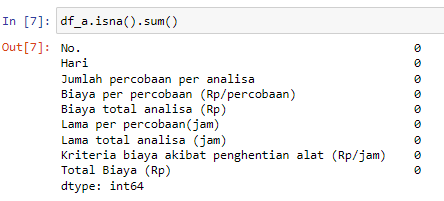 In [7]: df_a.isna().sum()
Out[7]: No. 0
Hari 0
Jumlah percobaan per analisa 0
Biaya per percobaan (Rp/percobaan) 0
Biaya total analisa (Rp) 0
Lama per percobaan(jam) 0
Lama total analisa (jam) 0
Kriteria biaya akibat penghentian alat (Rp/jam) 0
Total Biaya (Rp) 0
dtype: int64